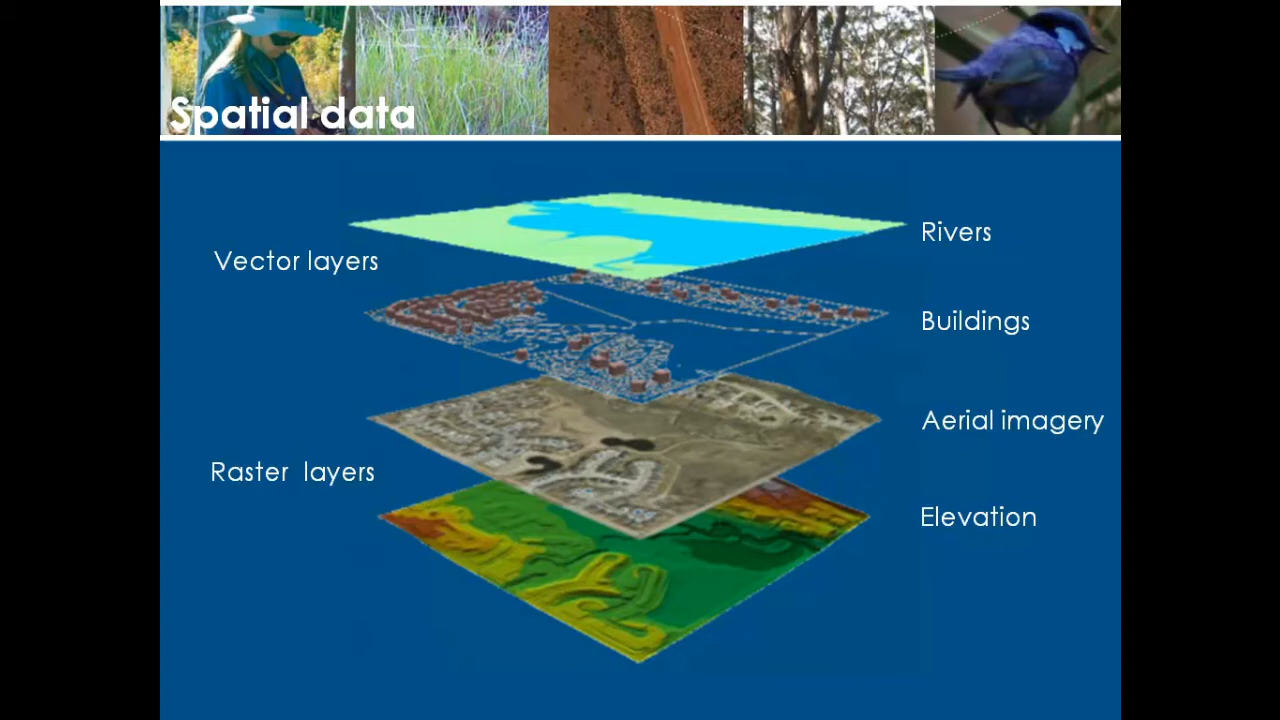 Spatial data
Rivers
Vector layers
Buildings
Aerial imagery
Raster layers
Elevation